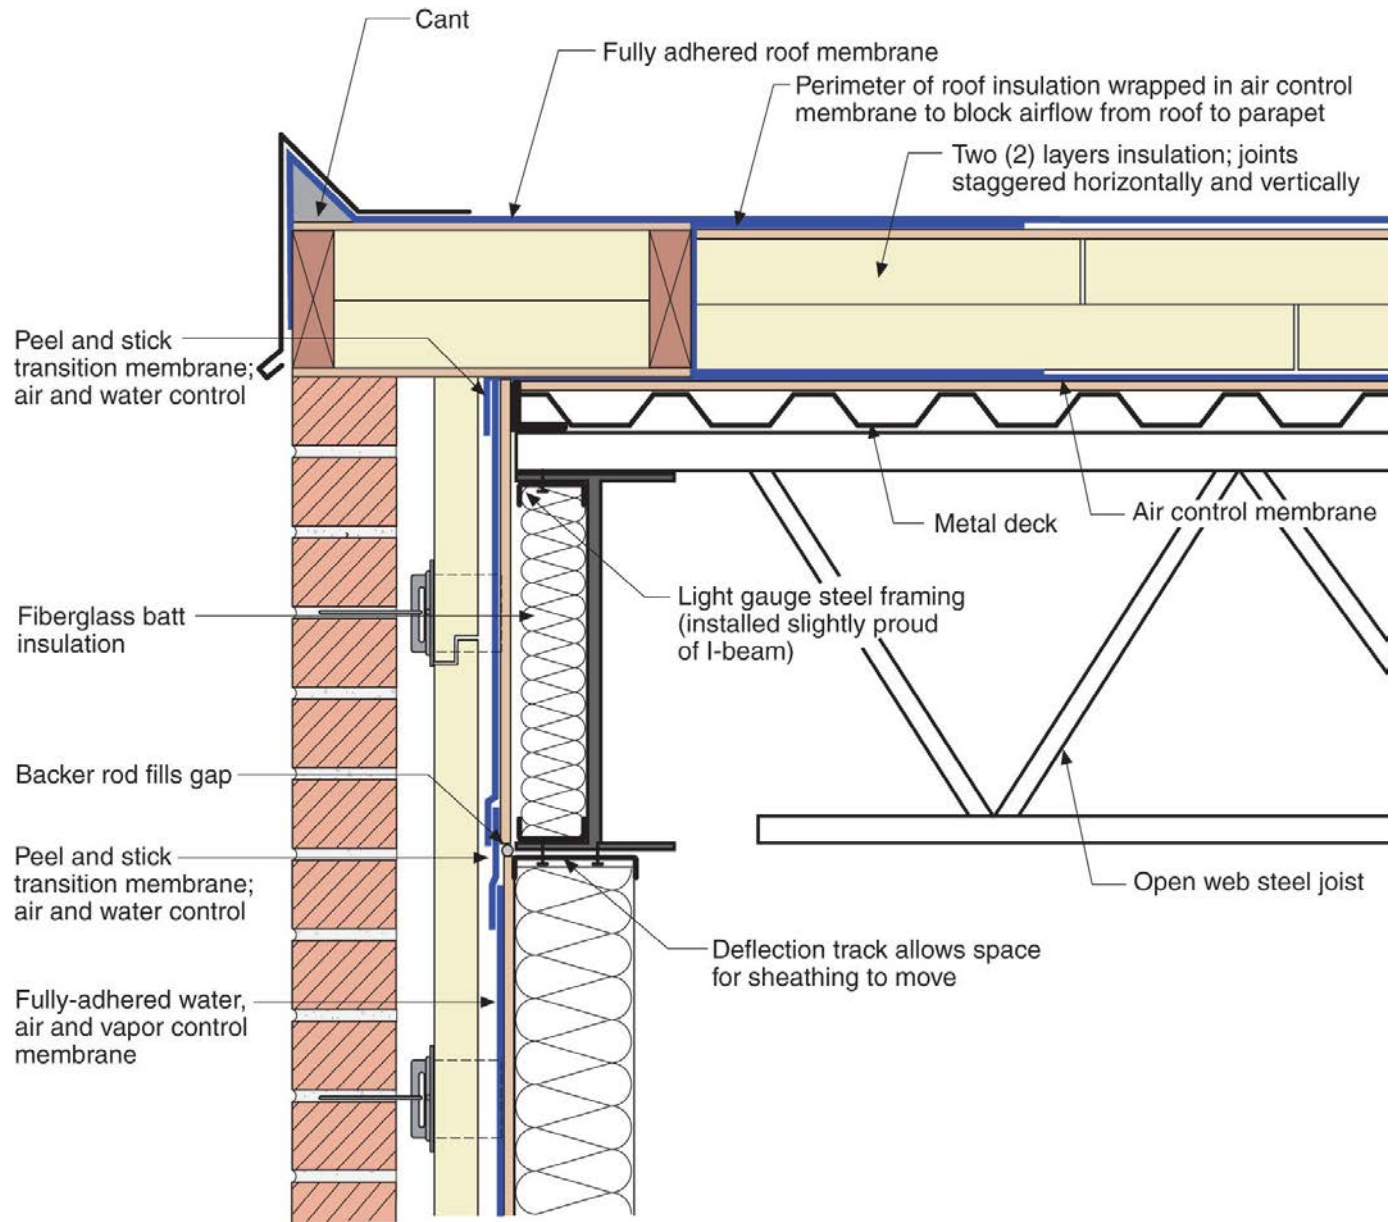 Cant
Fully adhered roof membrane
Perimeter of roof insulation wrapped in air control
membrane to block airflow from roof to parapet
Two (2) layers insulation; joints
staggered horizontally and vertically
Peel and stick
transition membrane;
air and water control
Metal deck
Air control membrane
Light gauge steel framing
(installed slightly proud
of I-beam)
Fiberglass batt
insulation
Backer rod fills gap
Peel and stick
transition membrane;
air and water control
Open web steel joist
Deflection track allows space
for sheathing to move
Fully-adhered water,
air and vapor control
membrane